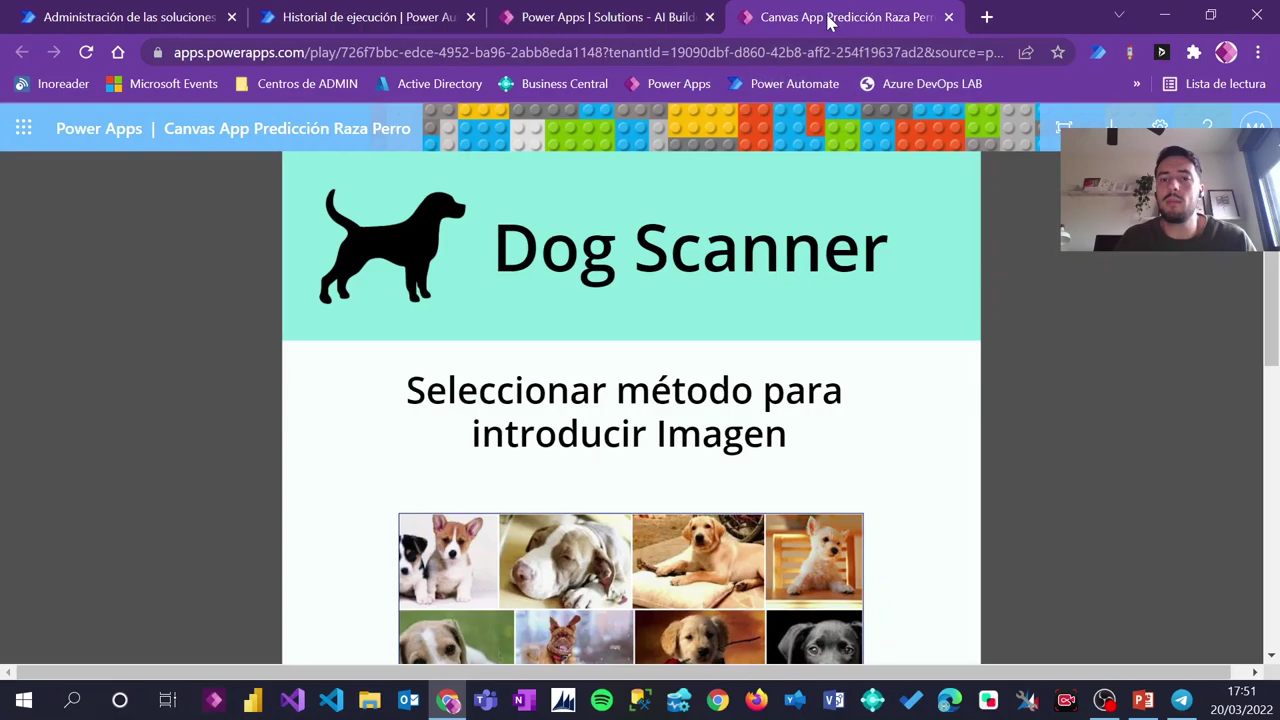 Administración de las soluciones
Historial de ejecución | Power Au
Power Apps | Solutions - AI Build
Canvas App Predicción Raza Perr
apps.powerapps.com/play/726f7bbc-edce-4952-ba96-2abb8eda1148?tenantId=19090dbf-d860-42b8-aff2-254f19637ad2&source=p...
Inoreader
Microsoft Events
Centros de ADMIN
Active Directory
Business Central
Power Apps
Power Automate
Azure DevOps LAB
»
Lista de lectura
Power Apps | Canvas App Predicción Raza Perro
Dog Scanner
Seleccionar método para
introducir Imagen
17:51
20/03/2022